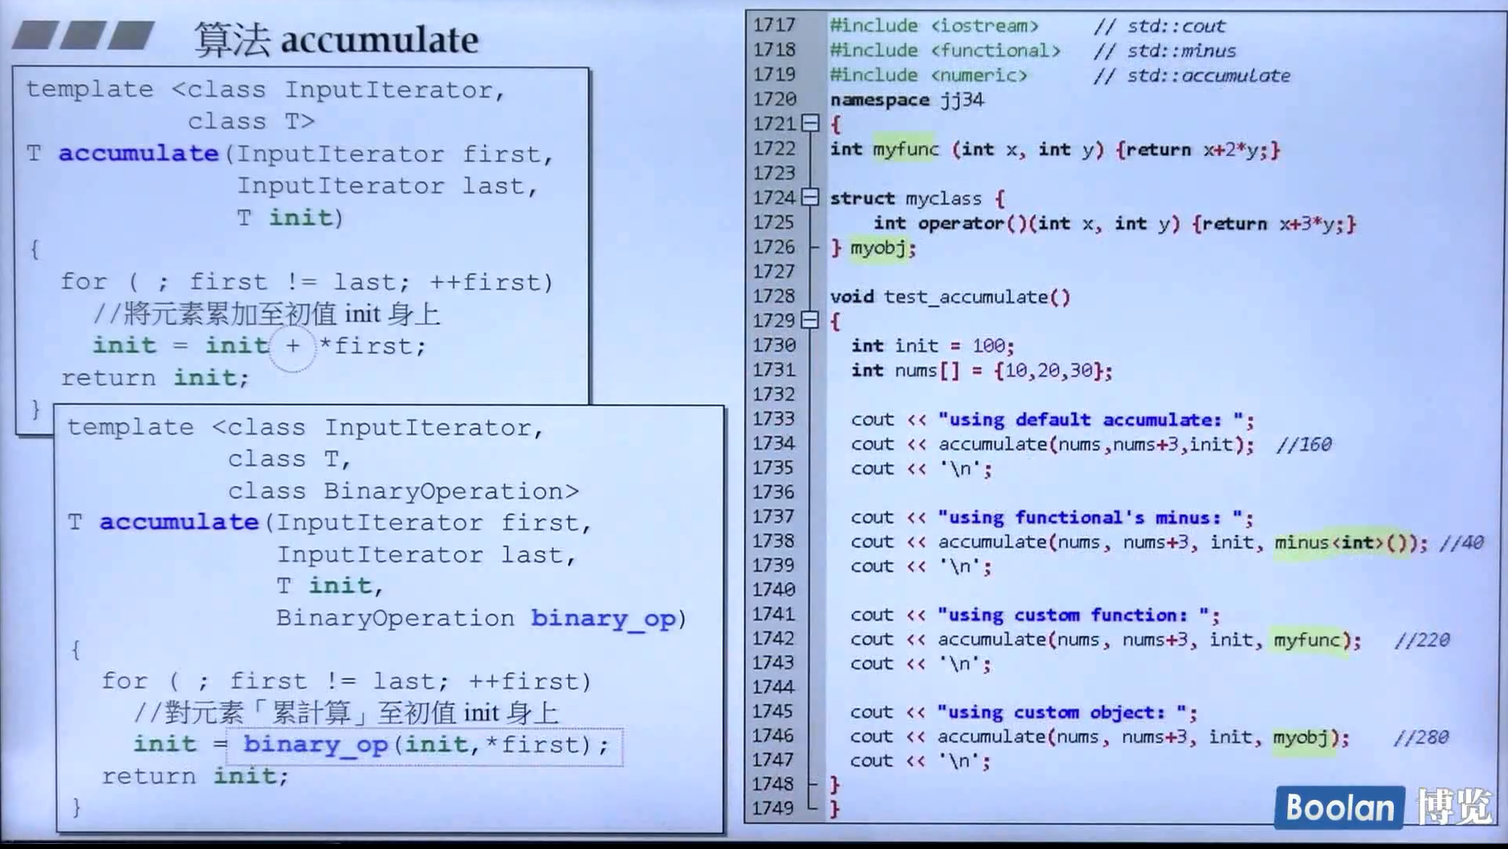 算法 accumulate
template <class InputIterator,
class T>
T accumulate(InputIterator first,
InputIterator last,
T init)
{
for ( ; first != last; ++first)
//將元素累加至初值 init 身上
init = init + *first;
return init;
}
template <class InputIterator,
class T,
class BinaryOperation>
T accumulate(InputIterator first,
InputIterator last,
T init,
BinaryOperation binary_op)
{
for ( ; first != last; ++first)
//對元素「累計算」至初值 init 身上
init = binary_op(init,*first);
return init;
}
1717 #include <iostream> // std::cout
1718 #include <functional> // std::minus
1719 #include <numeric> // std::accumulate
1720 namespace jj34
1721 {
1722 int myfunc (int x, int y) {return x+2*y;}
1723
1724 struct myclass {
1725 int operator()(int x, int y) {return x+3*y;}
1726 } myobj;
1727
1728 void test_accumulate()
1729 {
1730 int init = 100;
1731 int nums[] = {10,20,30};
1732
1733 cout << "using default accumulate: ";
1734 cout << accumulate(nums,nums+3,init); //160
1735 cout << '\n';
1736
1737 cout << "using functional's minus: ";
1738 cout << accumulate(nums, nums+3, init, minus<int>()); //40
1739 cout << '\n';
1740
1741 cout << "using custom function: ";
1742 cout << accumulate(nums, nums+3, init, myfunc); //220
1743 cout << '\n';
1744
1745 cout << "using custom object: ";
1746 cout << accumulate(nums, nums+3, init, myobj); //280
1747 cout << '\n';
1748 }
1749 }
Boolan 博览